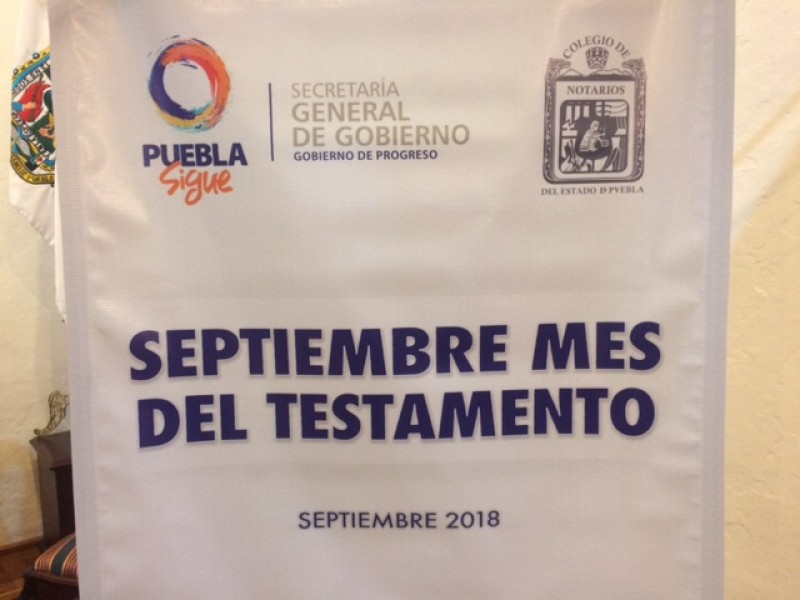 PUEBLA
Sigue
SECRETARÍA
GENERAL
DE GOBIERNO
GOBIERNO DE PROGRESO
COLEGIO DE
NOTARIOS
DEL ESTADO D PVEBLA
SEPTIEMBRE MES
DEL TESTAMENTO
SEPTIEMBRE 2018